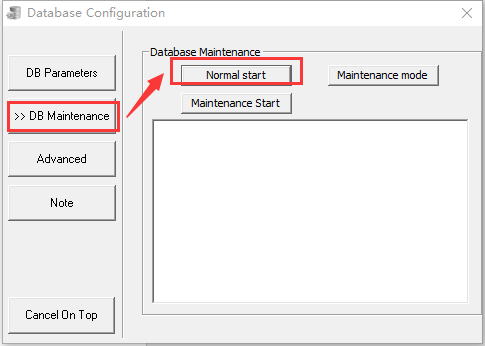 Database Configuration
DB Parameters
>> DB Maintenance
Advanced
Note
Cancel On Top
Database Maintenance
Normal start
Maintenance mode
Maintenance Start